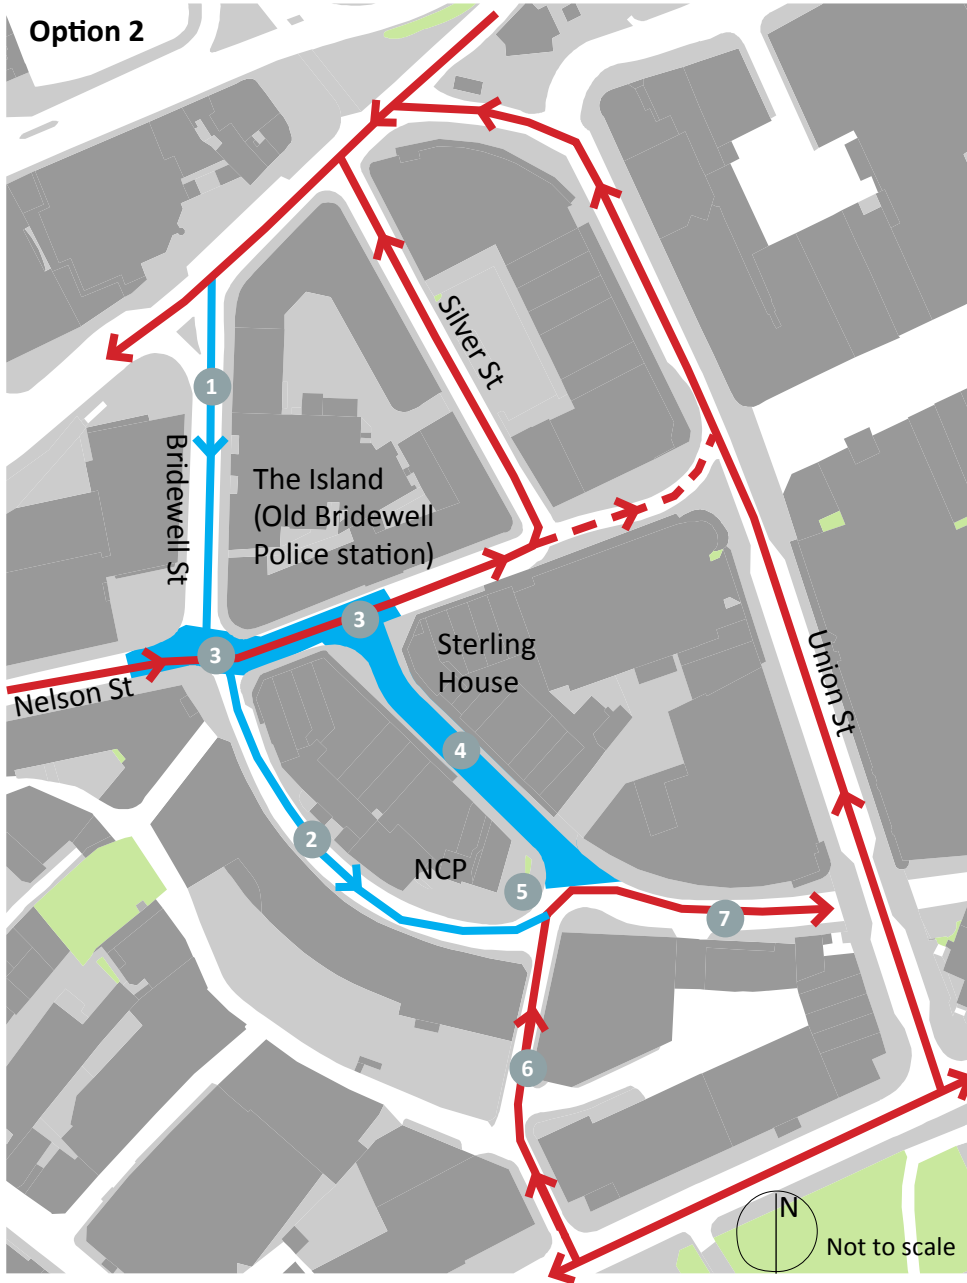 Option 2
1
Silver St
Bridewell St
The Island
(Old Bridewell
Police station)
3
3
Sterling
House
Nelson St
Union St
4
2
NCP
5
7
6
N
Not to scale